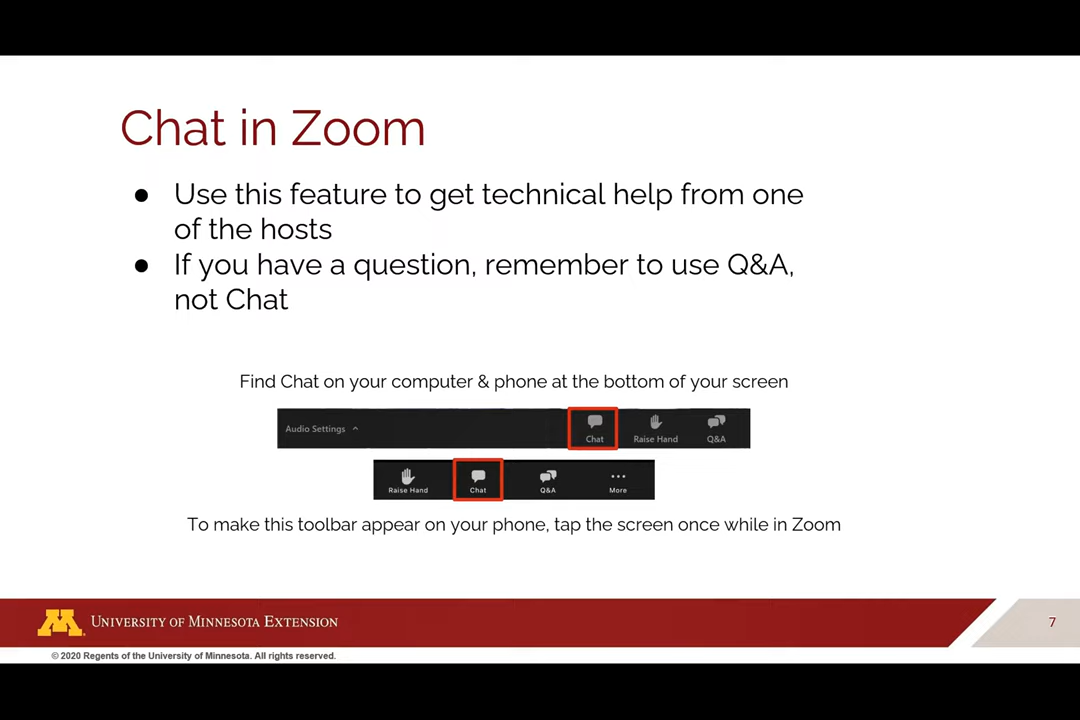 Chat in Zoom
● Use this feature to get technical help from one
of the hosts
● If you have a question, remember to use Q&A,
not Chat
Find Chat on your computer & phone at the bottom of your screen
Audio Settings ^ Chat Raise Hand Q&A
Raise Hand Chat Q&A More
To make this toolbar appear on your phone, tap the screen once while in Zoom
M UNIVERSITY OF MINNESOTA EXTENSION
7
© 2020 Regents of the University of Minnesota. All rights reserved.